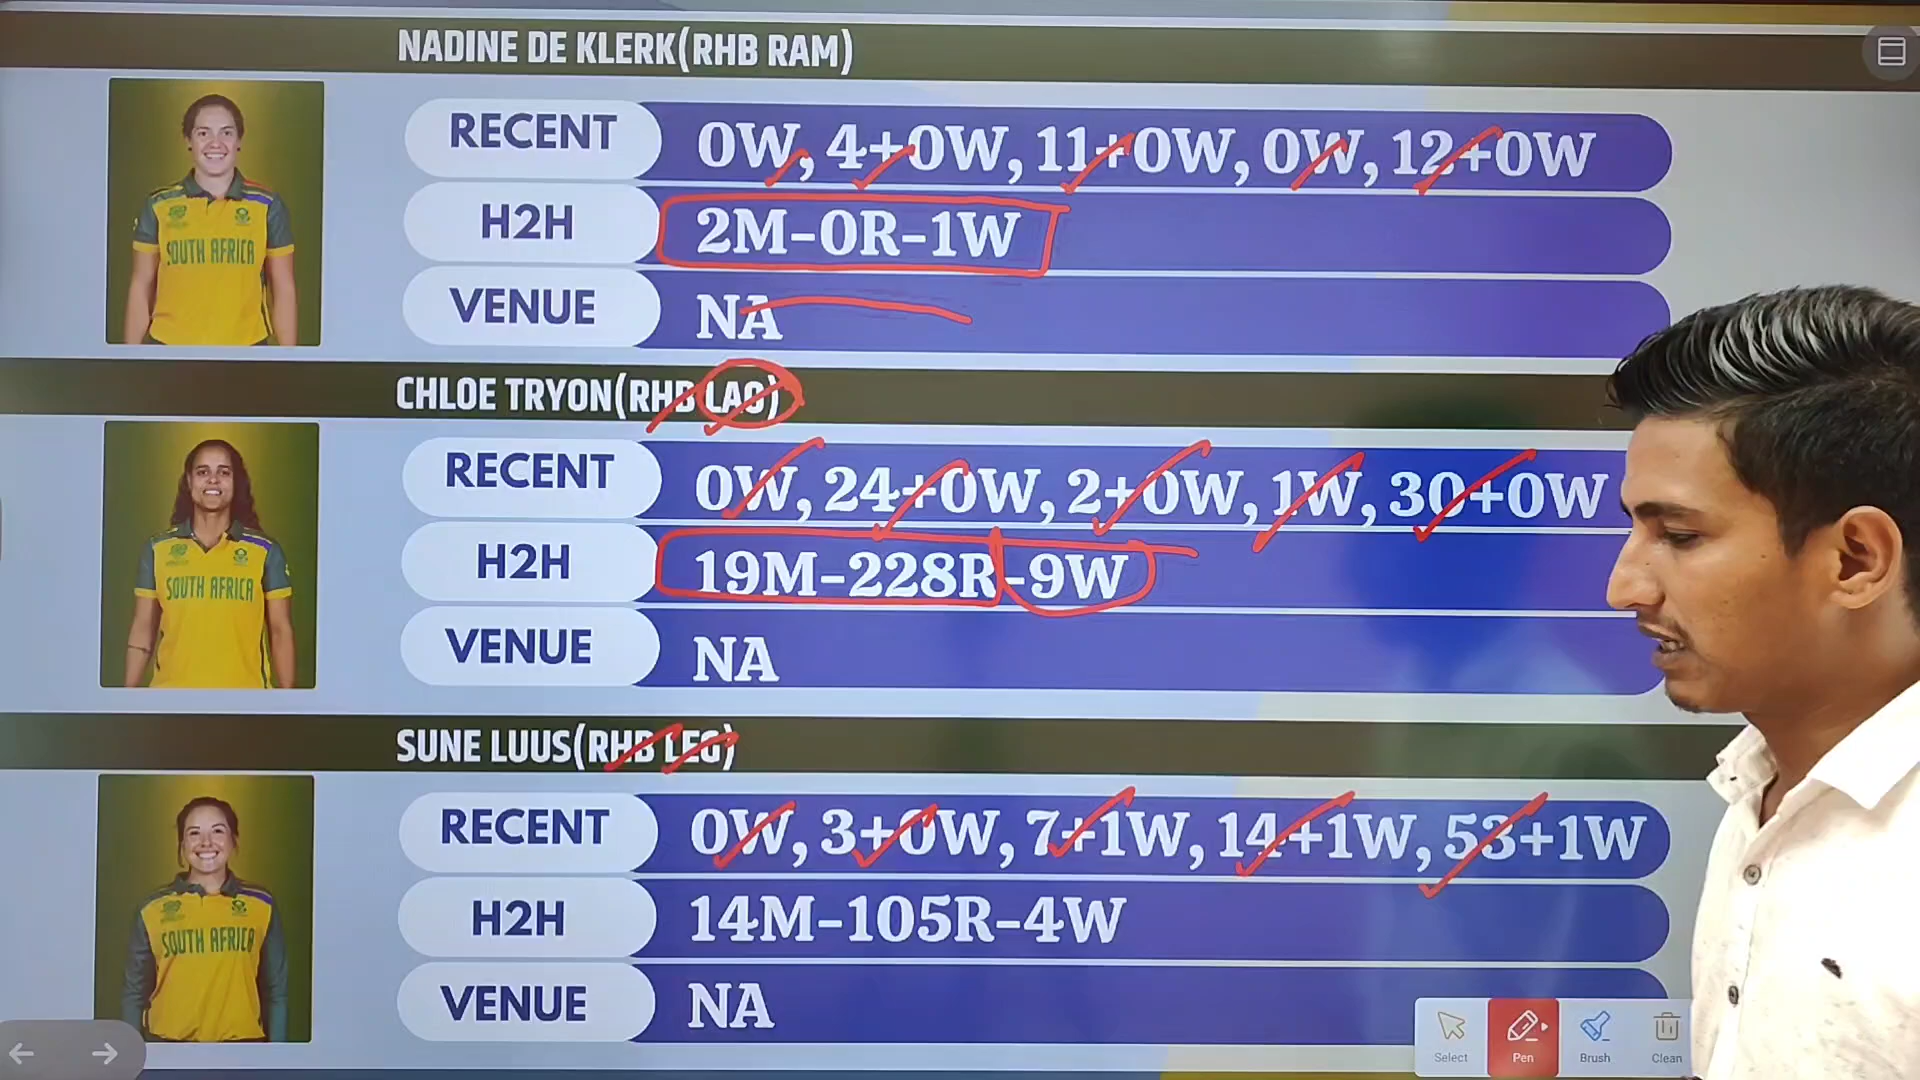 NADINE DE KLERK(RHB RAM)
RECENT 0W, 4+0W, 11+0W, 0W, 12+0W
H2H 2M-0R-1W
VENUE NA
SOUTH AFRICA
CHLOE TRYON(RHB LAO)
RECENT 0W, 24+0W, 2+0W, 1W, 30+0W
H2H 19M-228R-9W
VENUE NA
SOUTH AFRICA
SUNE LUUS(RHB LEG)
RECENT 0W, 3+0W, 7+1W, 14+1W, 53+1W
H2H 14M-105R-4W
VENUE NA
SOUTH AFRICA
Select Pen Brush Clean